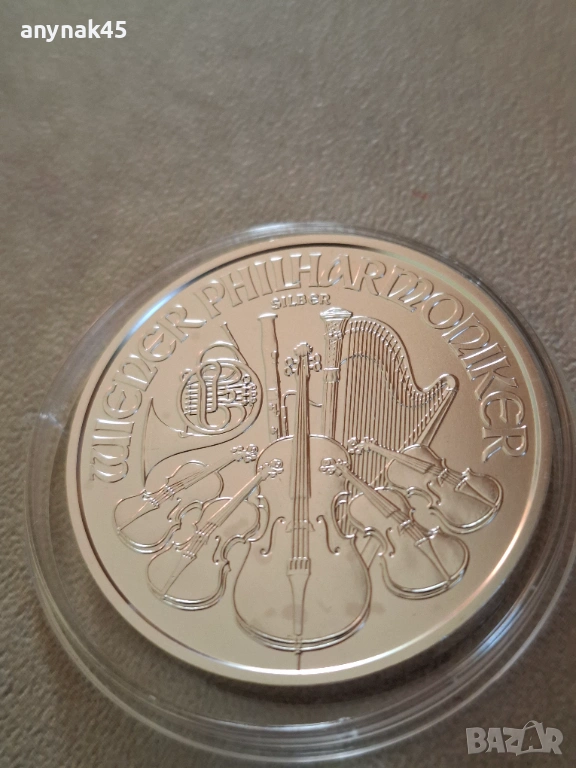 anynak45
WIENER PHILHARMONIKER
SILBER
BAZAR